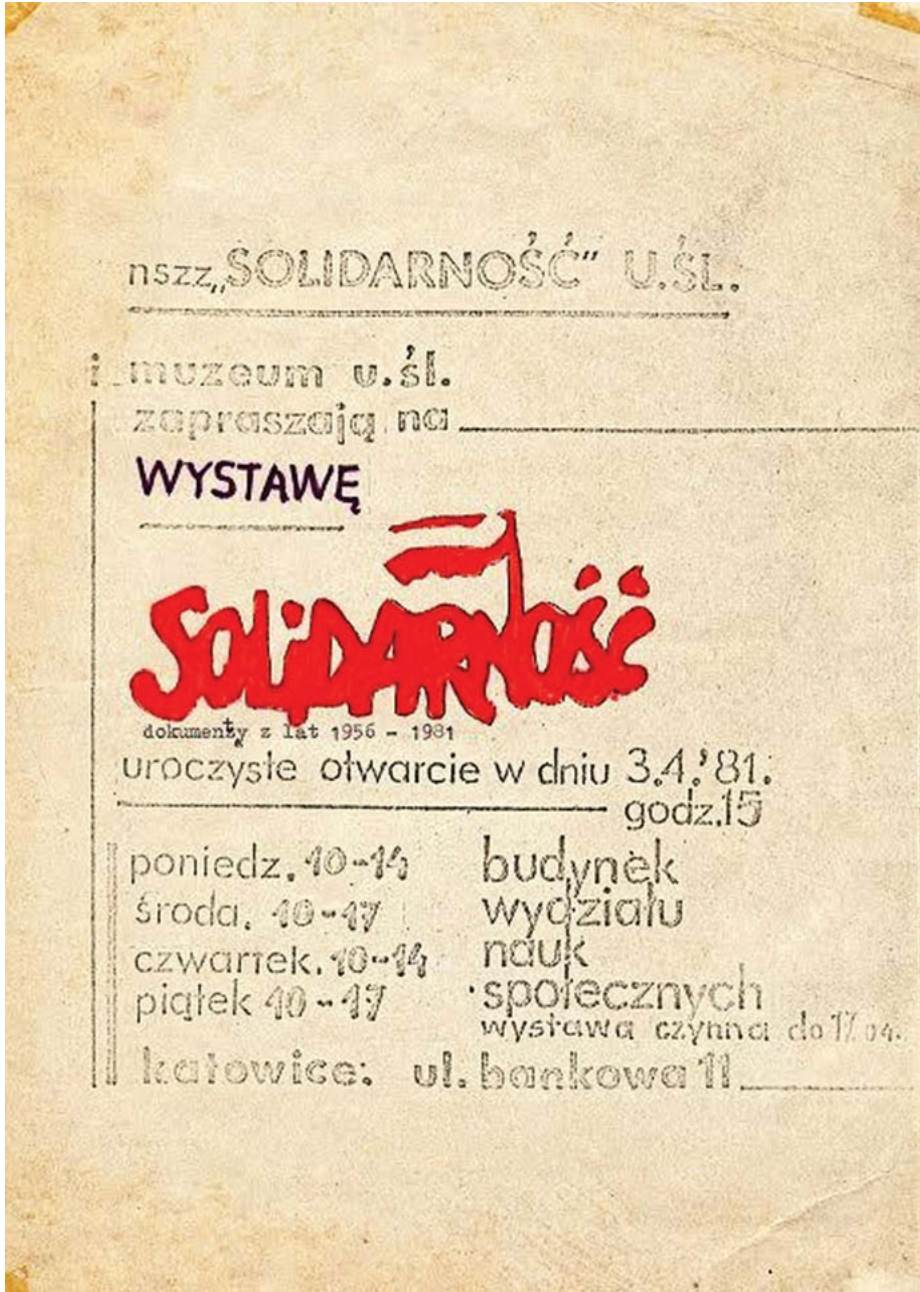 nszz „SOLIDARNOŚĆ” U.ŚL.
i muzeum u.śl.
zapraszają na
WYSTAWĘ
SOLiDARNOŚĆ
dokumenty z lat 1956 - 1981
uroczyste otwarcie w dniu 3.4.'81.
godz.15
poniedz. 10-14
środa. 10-17
czwartek. 10-14
piątek 10-17
budynek
wydziału
nauk
społecznych
wystawa czynna do 17.04.
katowice: ul. bankowa 11